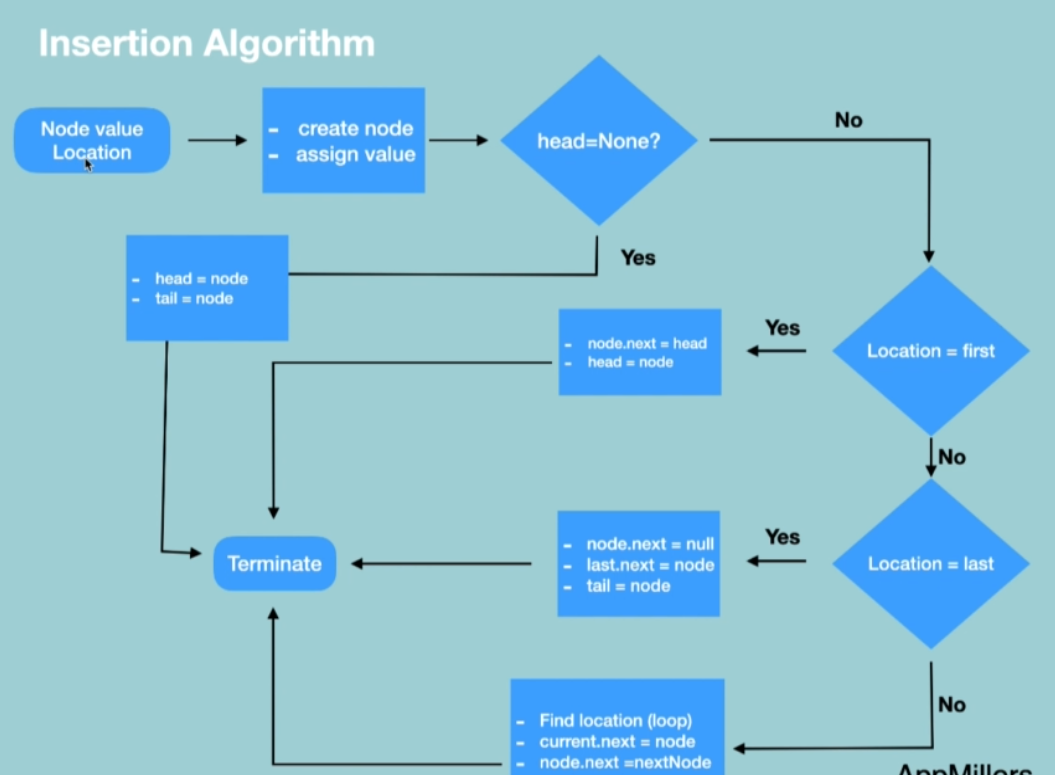 Insertion Algorithm
Node value
Location
- create node
- assign value
head=None?
No
Yes
- head = node
- tail = node
- node.next = head
- head = node
Yes
Location = first
No
- node.next = null
- last.next = node
- tail = node
Yes
Location = last
Terminate
No
- Find location (loop)
- current.next = node
- node.next =nextNode
AppMillers